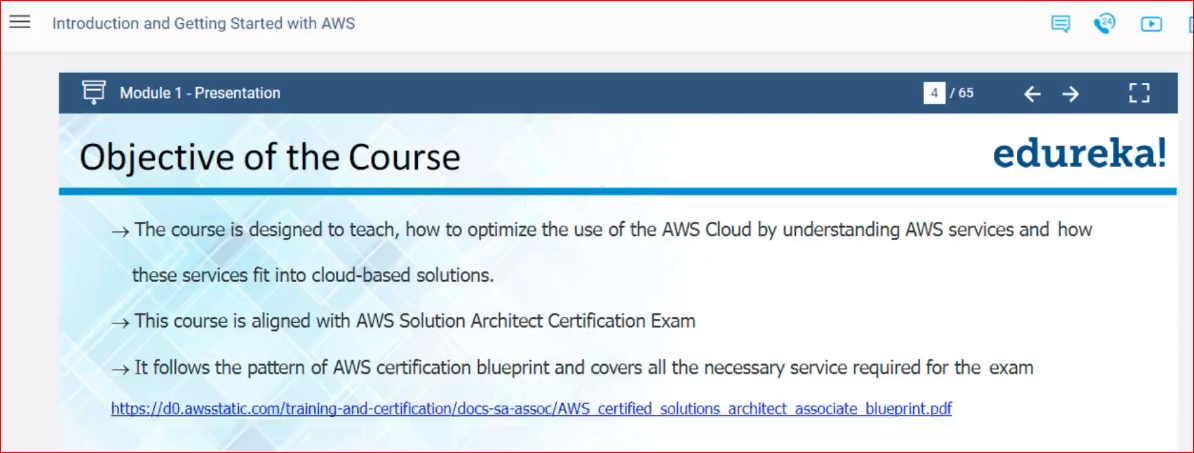 Introduction and Getting Started with AWS
24
Module 1 - Presentation
4 / 65
Objective of the Course
edureka!
→ The course is designed to teach, how to optimize the use of the AWS Cloud by understanding AWS services and how
these services fit into cloud-based solutions.
→ This course is aligned with AWS Solution Architect Certification Exam
→ It follows the pattern of AWS certification blueprint and covers all the necessary service required for the exam
https://d0.awsstatic.com/training-and-certification/docs-sa-assoc/AWS_certified_solutions_architect_associate_blueprint.pdf